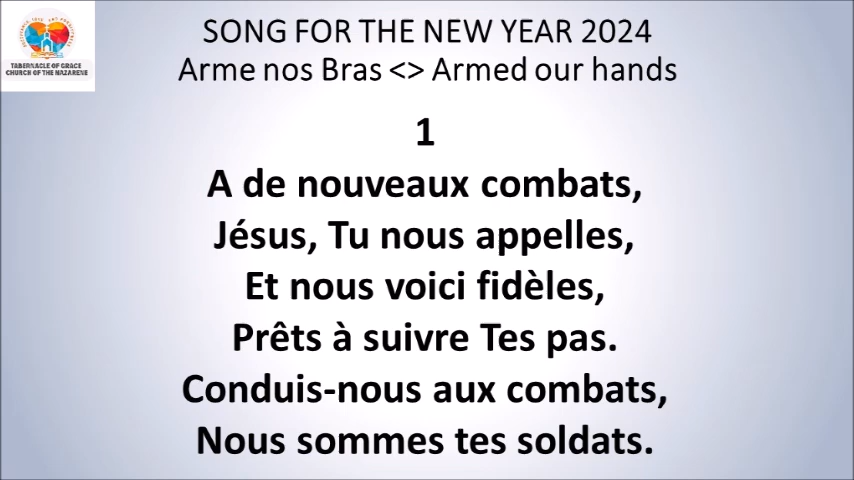 SONG FOR THE NEW YEAR 2024
Arme nos Bras <> Armed our hands
TABERNACLE OF GRACE
CHURCH OF THE NAZARENE
1
A de nouveaux combats,
Jésus, Tu nous appelles,
Et nous voici fidèles,
Prêts à suivre Tes pas.
Conduis-nous aux combats,
Nous sommes tes soldats.